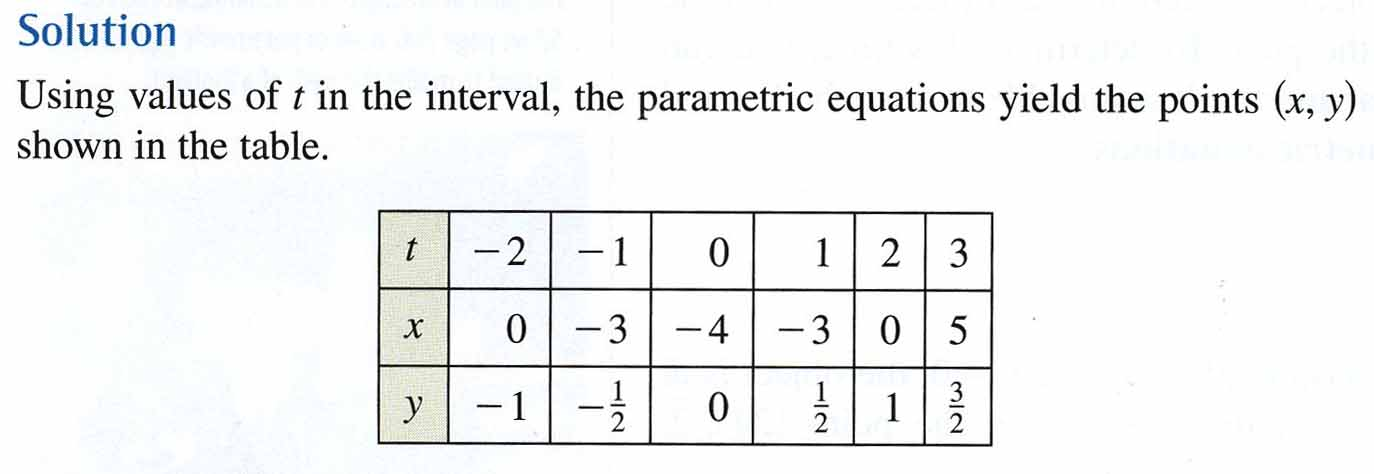 Solution
Using values of t in the interval, the parametric equations yield the points (x, y)
shown in the table.
t −2 −1 0 1 2 3
x 0 −3 −4 −3 0 5
y −1 −1/2 0 1/2 1 3/2